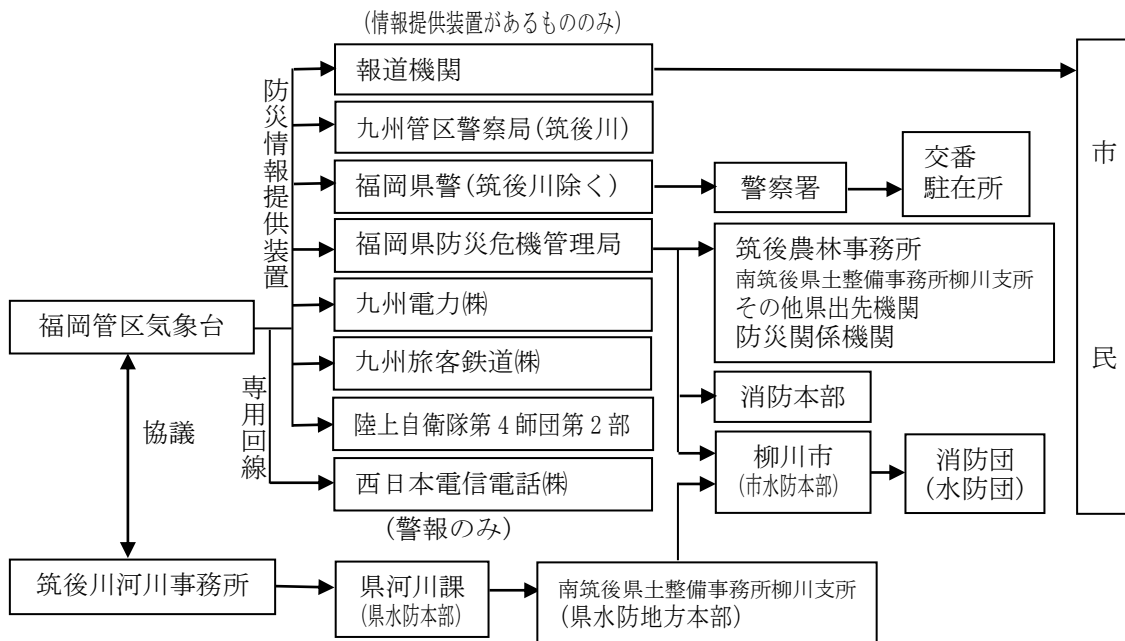 (情報提供装置があるもののみ)
報道機関
防災情報提供装置
九州管区警察局(筑後川)
福岡県警(筑後川除く)
警察署
交番
駐在所
市民
福岡県防災危機管理局
筑後農林事務所
南筑後県土整備事務所柳川支所
その他県出先機関
防災関係機関
九州電力㈱
福岡管区気象台
九州旅客鉄道㈱
専用回線
消防本部
陸上自衛隊第4師団第2部
協議
柳川市
(市水防本部)
消防団
(水防団)
西日本電信電話㈱
(警報のみ)
筑後川河川事務所
県河川課
(県水防本部)
南筑後県土整備事務所柳川支所
(県水防地方本部)